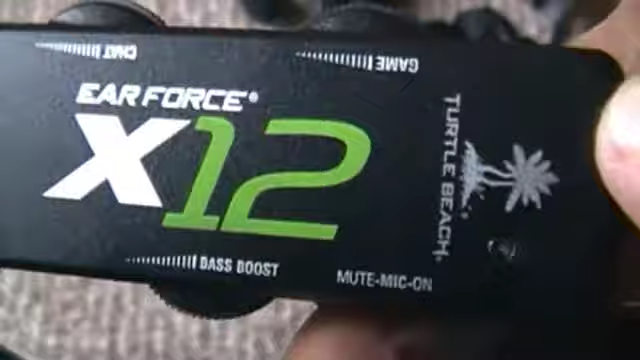 CHAT
GAME
EAR FORCE®
X12
TURTLE BEACH®
BASS BOOST
MUTE-MIC-ON